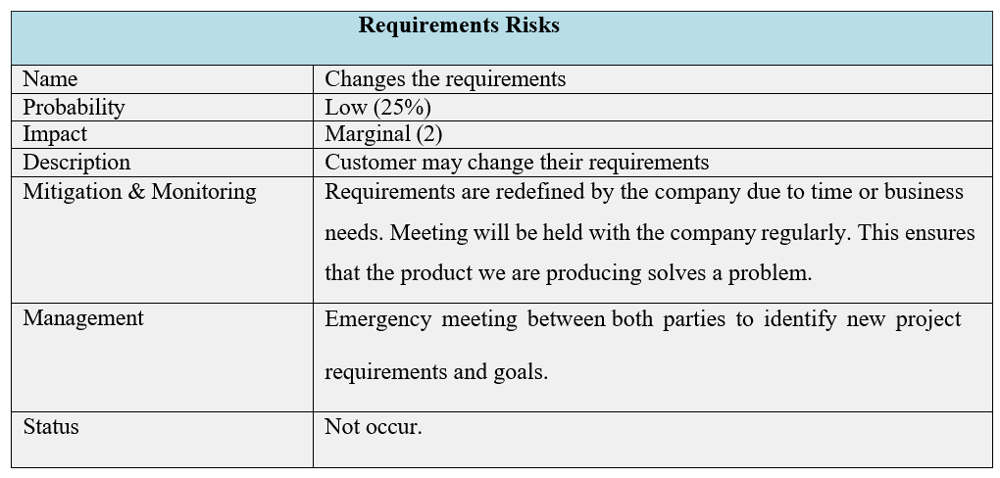 Requirements Risks
Name
Changes the requirements
Probability
Low (25%)
Impact
Marginal (2)
Description
Customer may change their requirements
Mitigation & Monitoring
Requirements are redefined by the company due to time or business
needs. Meeting will be held with the company regularly. This ensures
that the product we are producing solves a problem.
Management
Emergency meeting between both parties to identify new project
requirements and goals.
Status
Not occur.